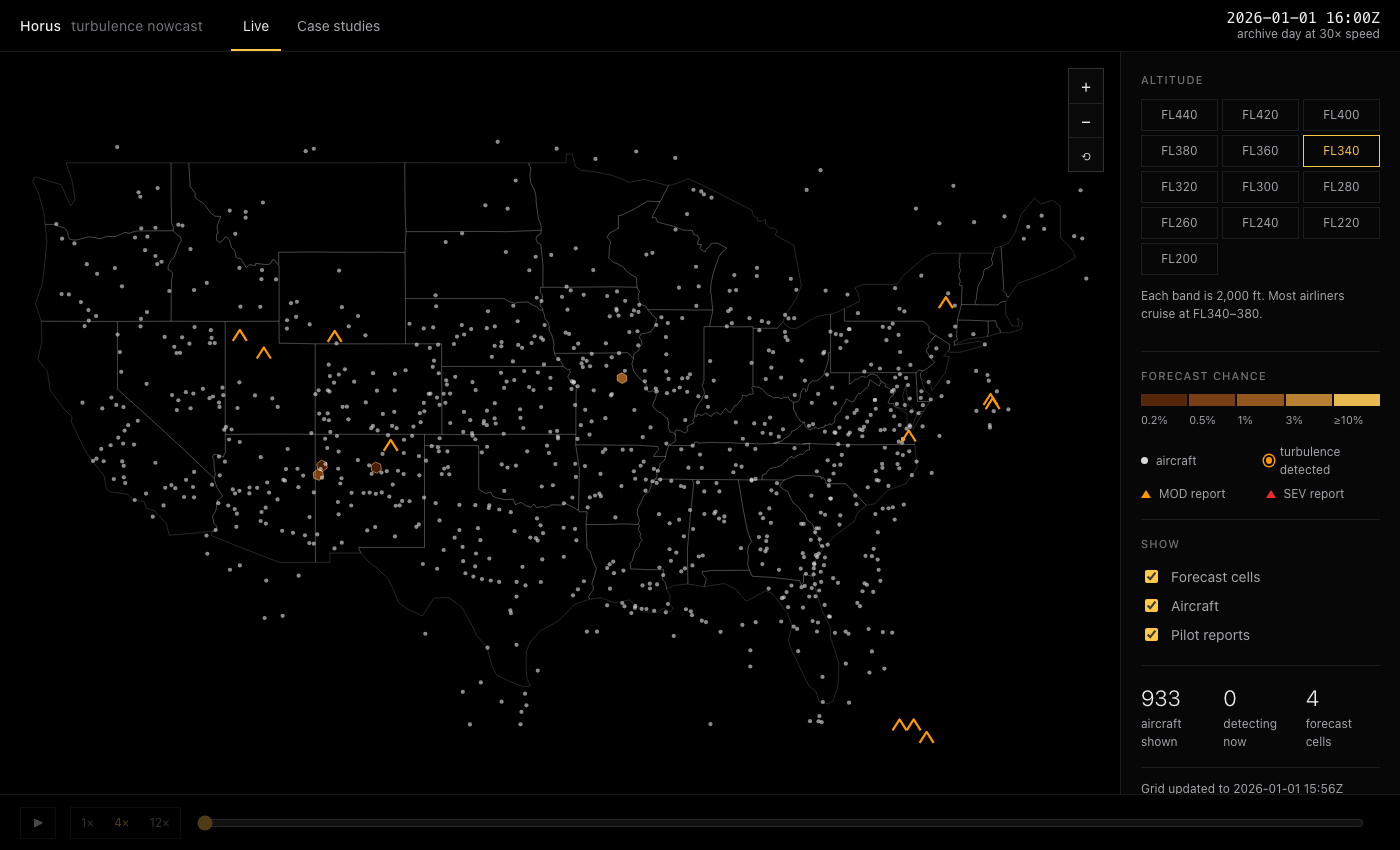 Horus turbulence nowcast Live Case studies
2026-01-01 16:00Z
archive day at 30× speed
+
−
⟲
ALTITUDE
FL440 FL420 FL400
FL380 FL360 FL340
FL320 FL300 FL280
FL260 FL240 FL220
FL200
Each band is 2,000 ft. Most airliners
cruise at FL340–380.
FORECAST CHANCE
0.2% 0.5% 1% 3% ≥10%
aircraft turbulence
detected
MOD report SEV report
SHOW
Forecast cells
Aircraft
Pilot reports
933 0 4
aircraft detecting forecast
shown now cells
Grid updated to 2026-01-01 15:56Z
1× 4× 12×